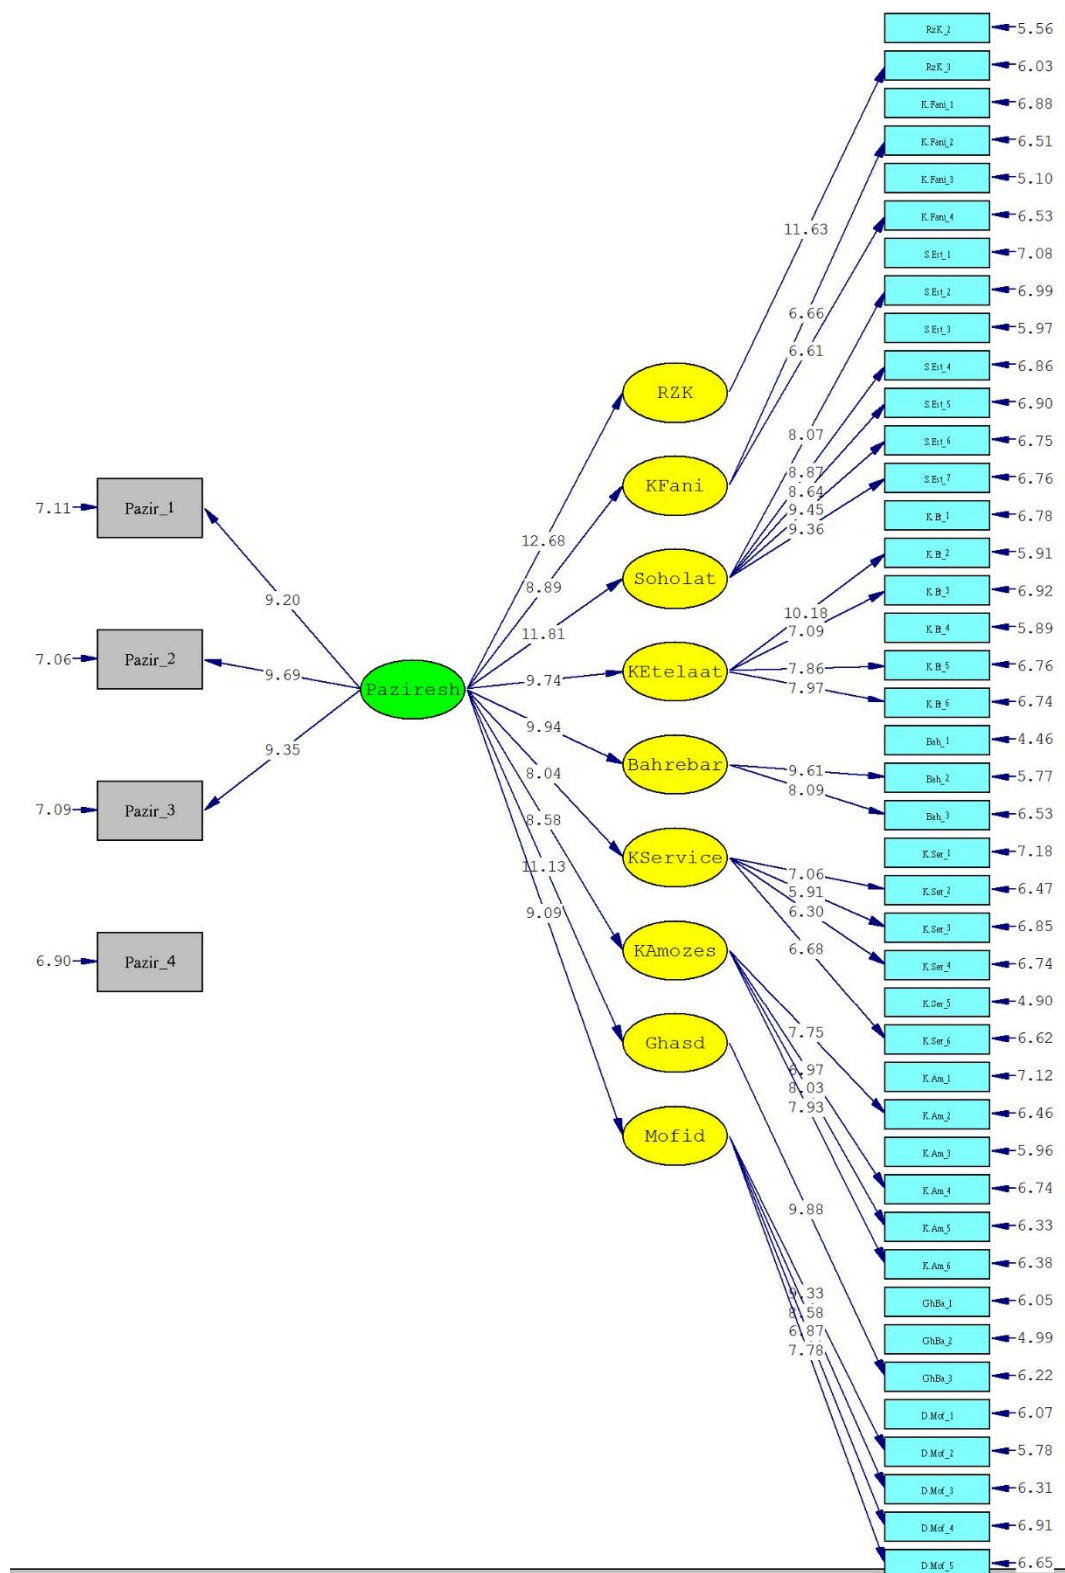 RzK_2 5.56
RzK_3 6.03
K.Fani_1 6.88
K.Fani_2 6.51
K.Fani_3 5.10
K.Fani_4 6.53
S.Est_1 7.08
S.Est_2 6.99
S.Est_3 5.97
S.Est_4 6.86
S.Est_5 6.90
S.Est_6 6.75
S.Est_7 6.76
K.Et_1 6.78
K.Et_2 5.91
K.Et_3 6.92
K.Et_4 5.89
K.Et_5 6.76
K.Et_6 6.74
Bah_1 4.46
Bah_2 5.77
Bah_3 6.53
K.Ser_1 7.18
K.Ser_2 6.47
K.Ser_3 6.85
K.Ser_4 6.74
K.Ser_5 4.90
K.Ser_6 6.62
K.Am_1 7.12
K.Am_2 6.46
K.Am_3 5.96
K.Am_4 6.74
K.Am_5 6.33
K.Am_6 6.38
GhBa_1 6.05
GhBa_2 4.99
GhBa_3 6.22
D.Mof_1 6.07
D.Mof_2 5.78
D.Mof_3 6.31
D.Mof_4 6.91
D.Mof_5 6.65
11.63
6.66
6.61
8.07
8.87
8.64
9.45
9.36
10.18
7.09
7.86
7.97
9.61
8.09
7.06
5.91
6.30
6.68
7.75
6.97
8.03
7.93
9.88
9.33
8.58
6.87
7.78
RZK
KFani
Soholat
KEtelaat
Bahrebar
KService
KAmozes
Ghasd
Mofid
12.68
8.89
11.81
9.74
9.94
8.04
8.58
11.13
9.09
Paziresh
9.20
9.69
9.35
7.11 Pazir_1
7.06 Pazir_2
7.09 Pazir_3
6.90 Pazir_4